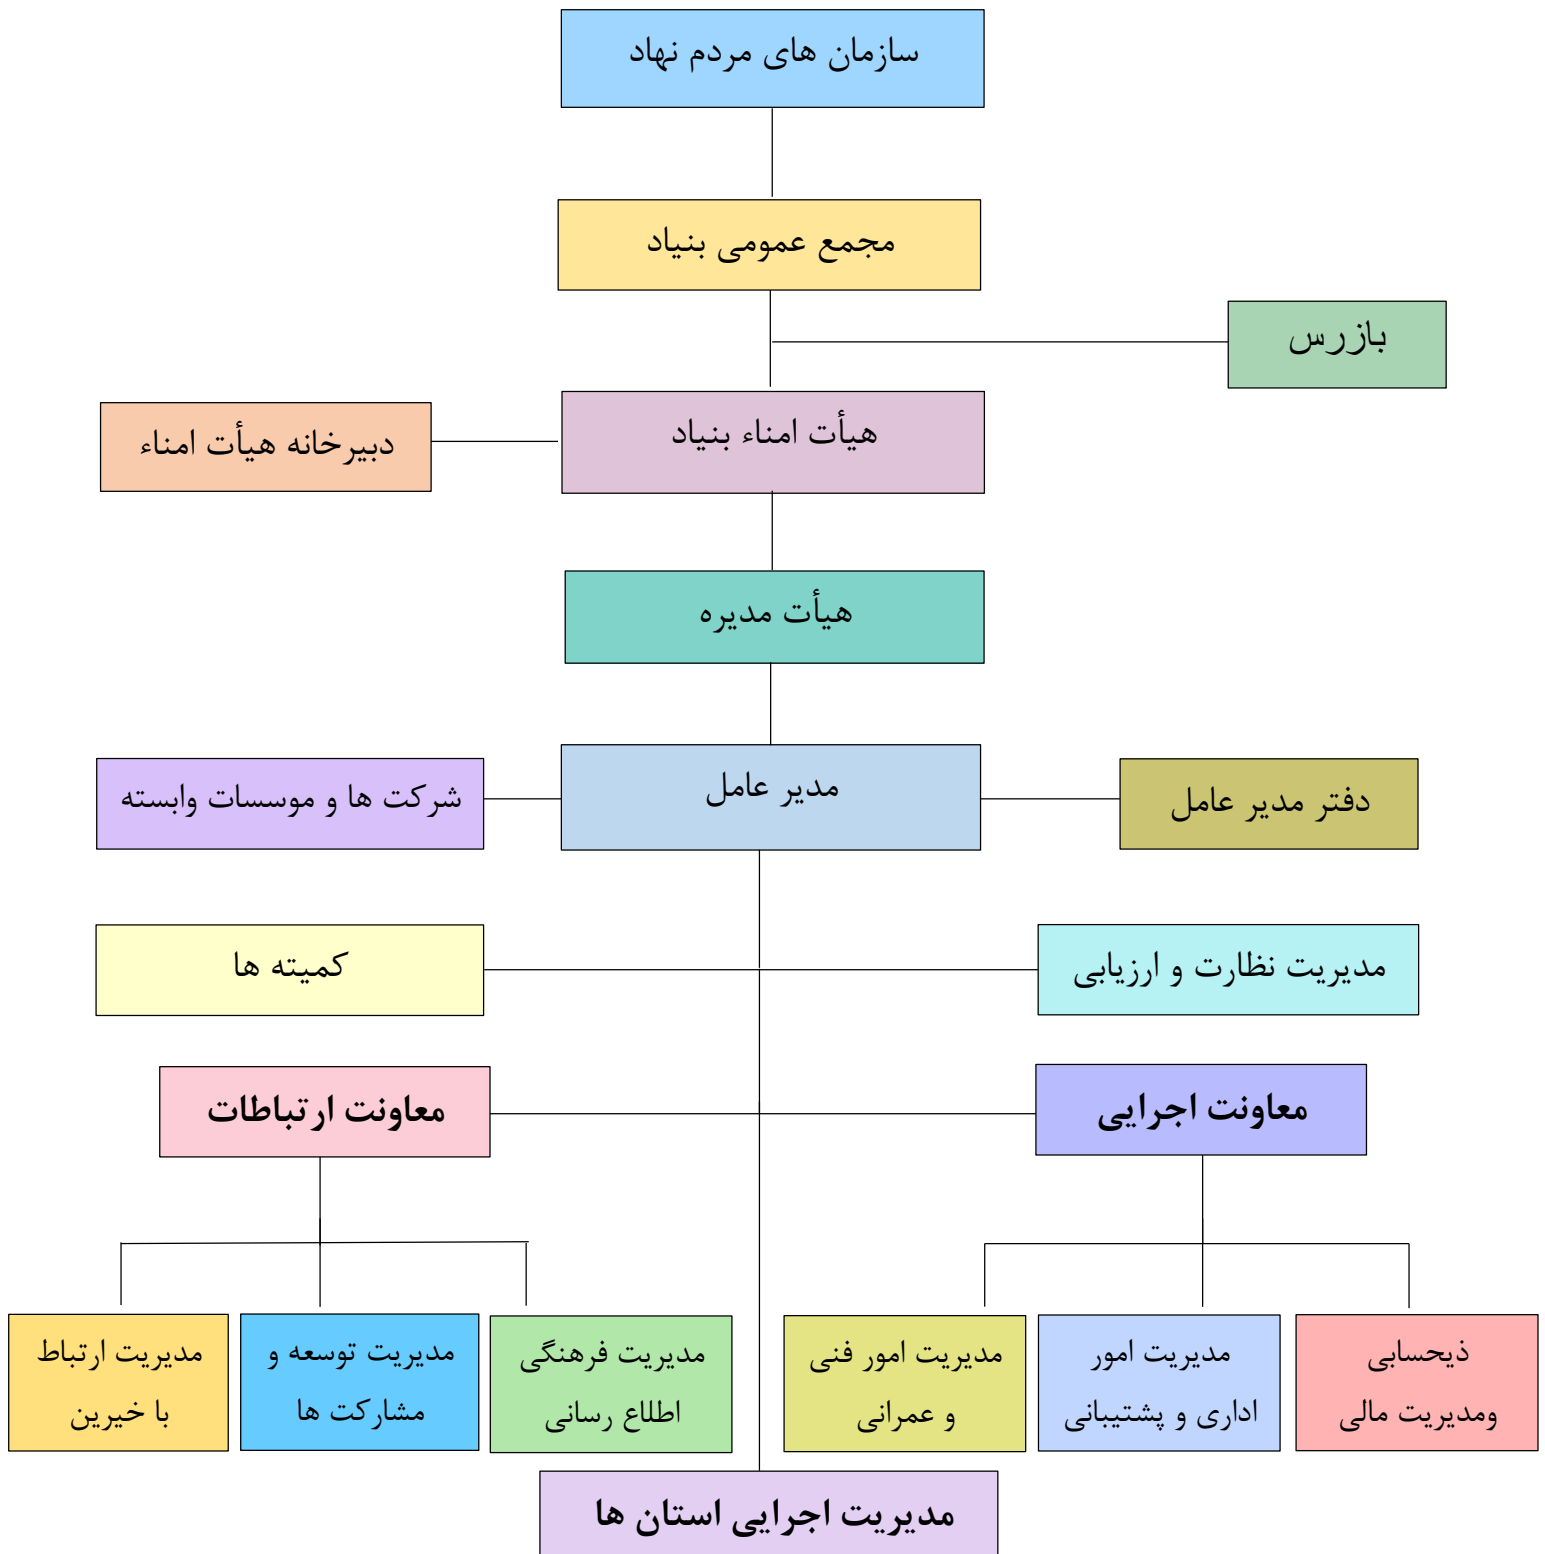 سازمان های مردم نهاد
مجمع عمومی بنیاد
بازرس
هیأت امناء بنیاد
دبیرخانه هیأت امناء
هیأت مدیره
دفتر مدیر عامل
مدیر عامل
شرکت ها و موسسات وابسته
مدیریت نظارت و ارزیابی
کمیته ها
معاونت اجرایی
معاونت ارتباطات
ذیحسابی
ومدیریت مالی
مدیریت امور
اداری و پشتیبانی
مدیریت امور فنی
و عمرانی
مدیریت فرهنگی
اطلاع رسانی
مدیریت توسعه و
مشارکت ها
مدیریت ارتباط
با خیرین
مدیریت اجرایی استان ها